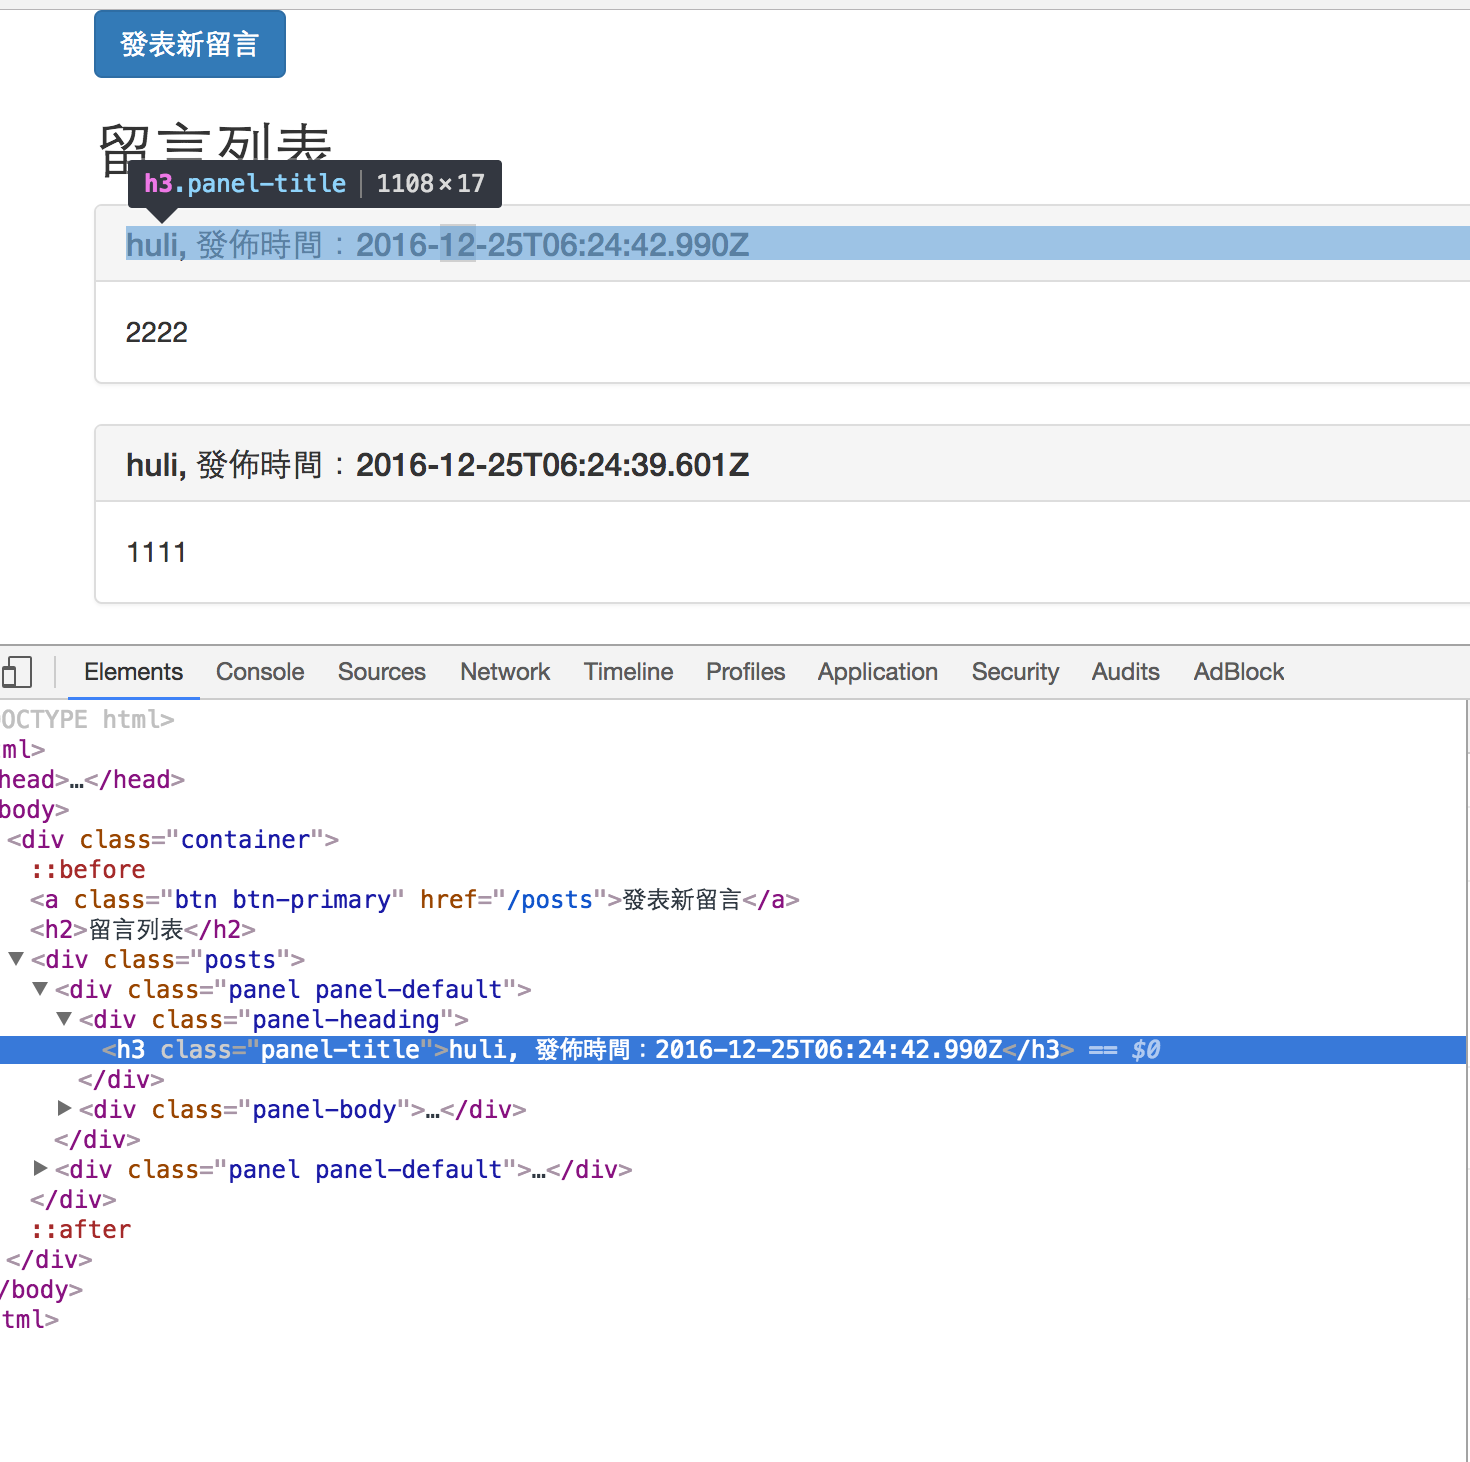 發表新留言
留言列表
h3.panel-title 1108×17
huli, 發佈時間：2016-12-25T06:24:42.990Z
2222
huli, 發佈時間：2016-12-25T06:24:39.601Z
1111
Elements Console Sources Network Timeline Profiles Application Security Audits AdBlock
OCTYPE html>
ml>
head>…</head>
body>
<div class="container">
::before
<a class="btn btn-primary" href="/posts">發表新留言</a>
<h2>留言列表</h2>
<div class="posts">
<div class="panel panel-default">
<div class="panel-heading">
<h3 class="panel-title">huli, 發佈時間：2016-12-25T06:24:42.990Z</h3> == $0
</div>
<div class="panel-body">…</div>
</div>
<div class="panel panel-default">…</div>
</div>
::after
</div>
/body>
tml>